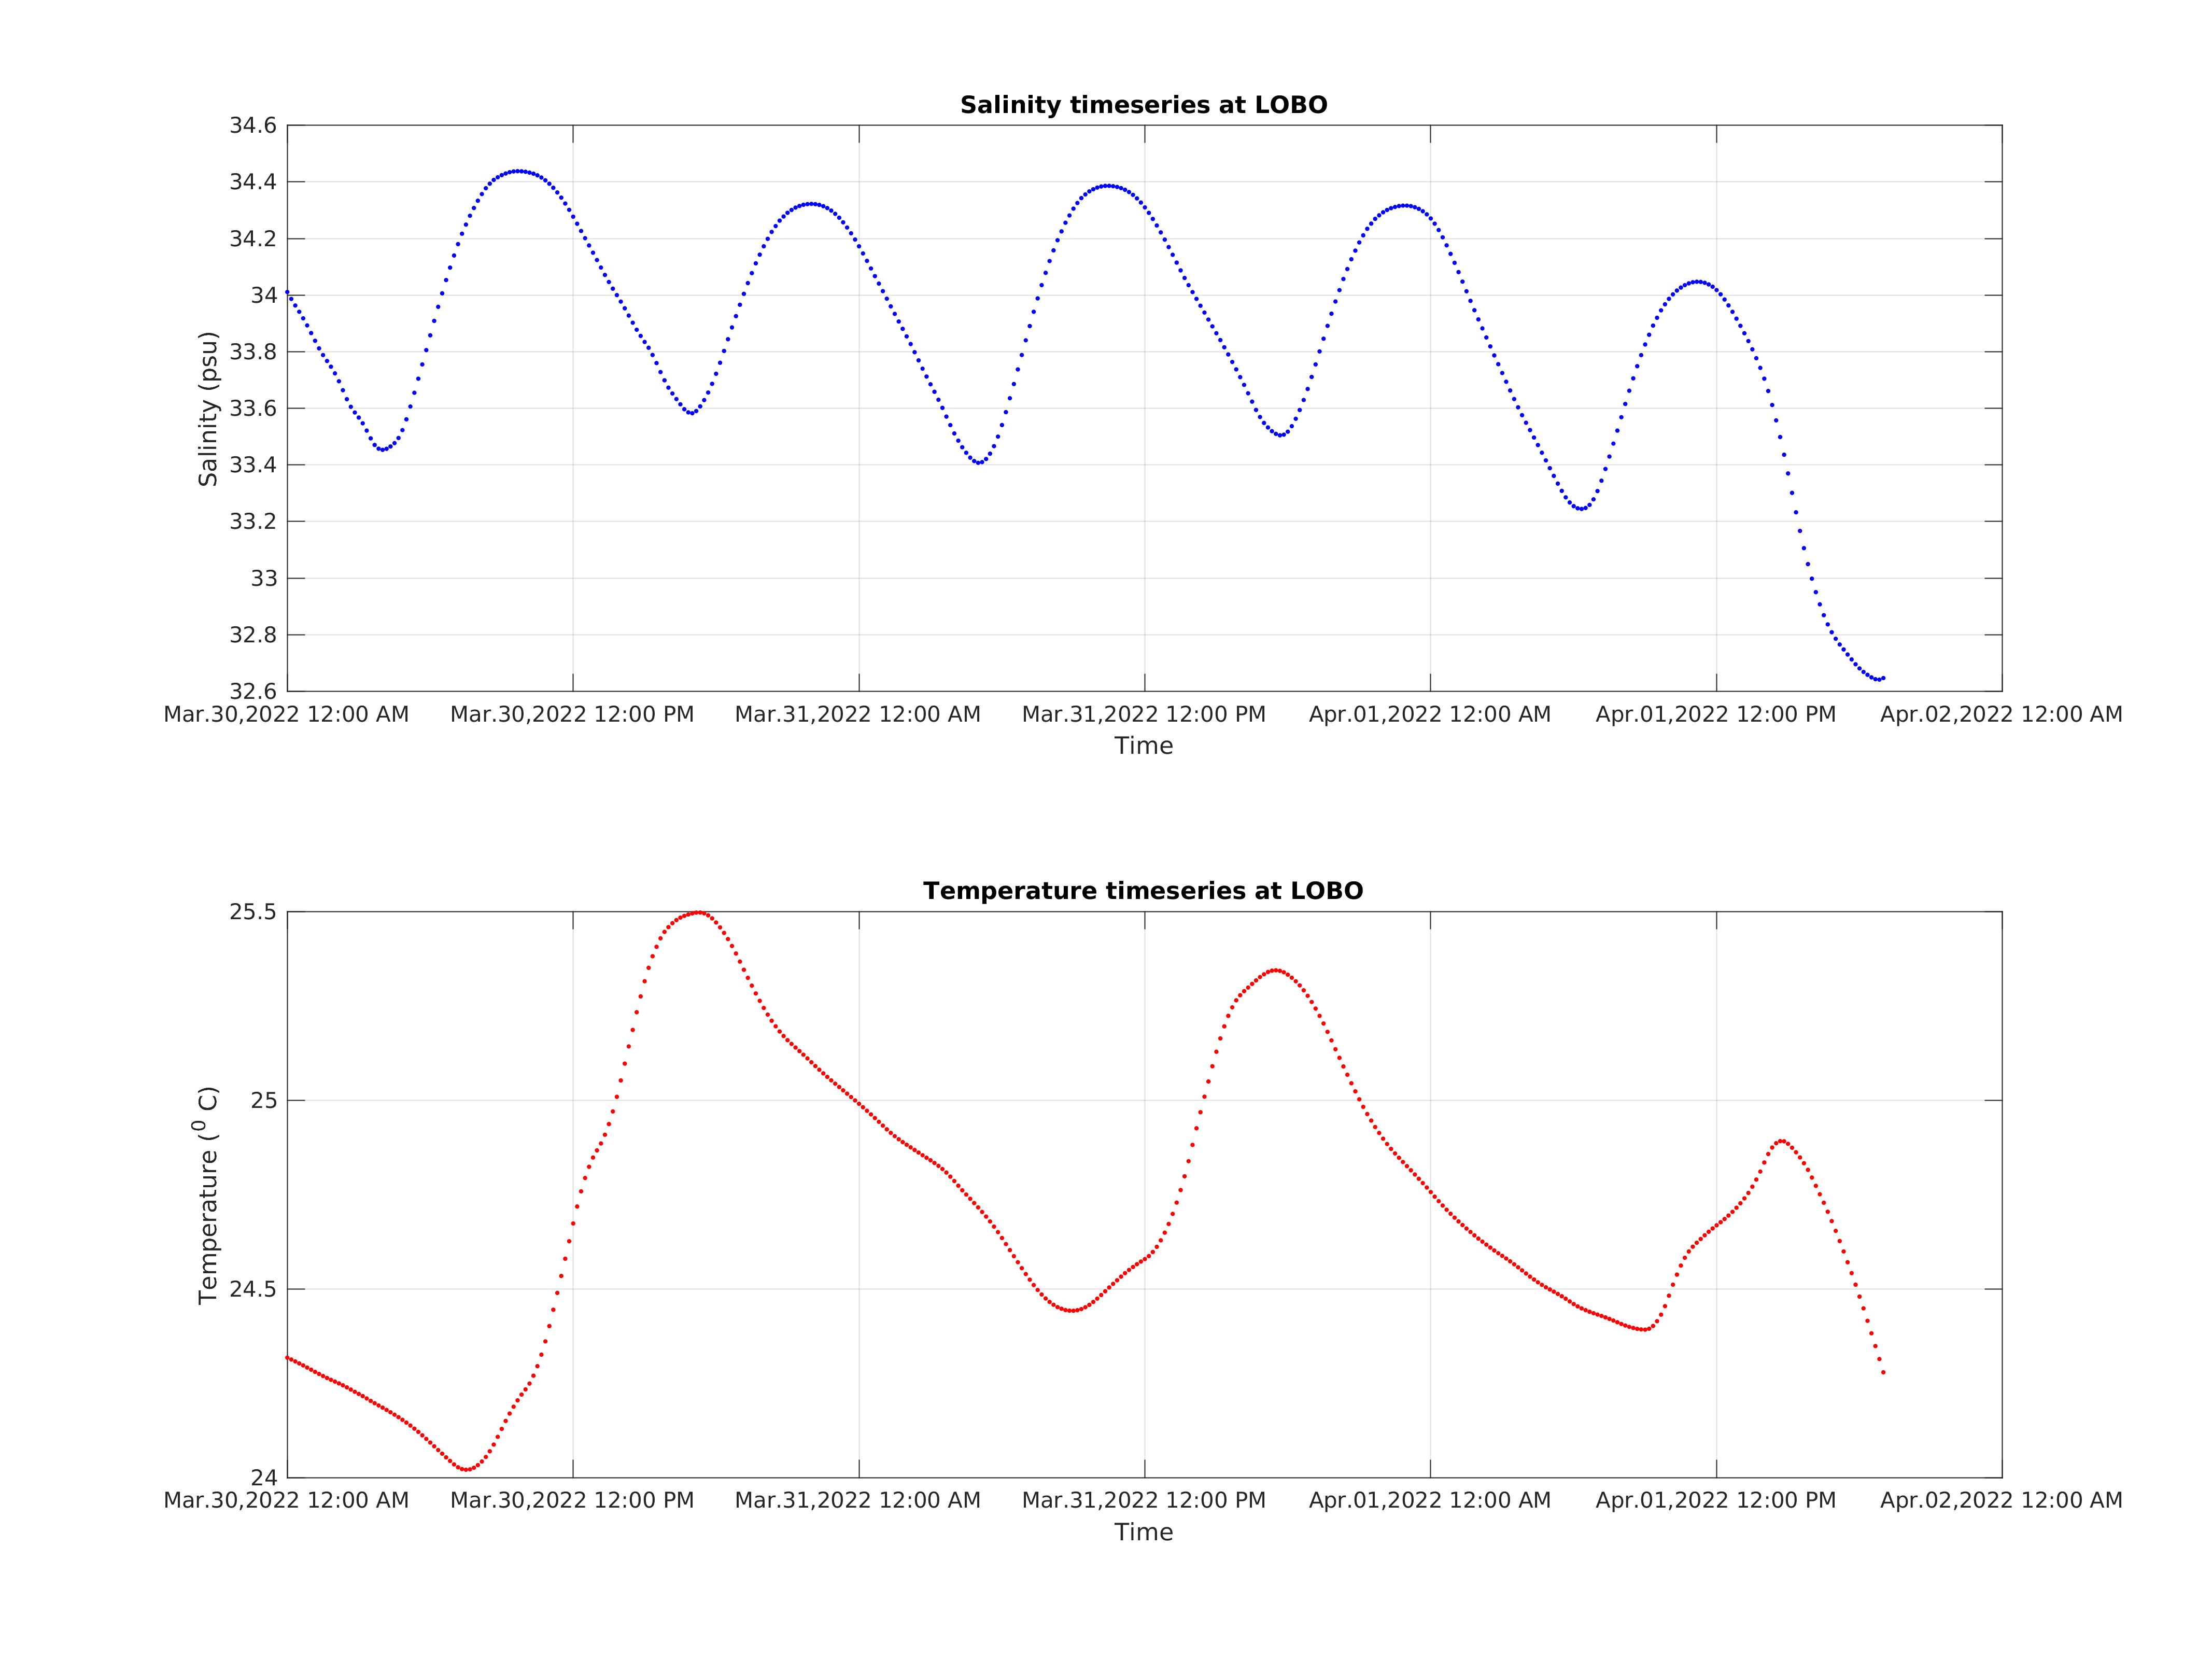 Salinity timeseries at LOBO
34.6
34.4
34.2
34
33.8
33.6
33.4
33.2
33
32.8
32.6
Salinity (psu)
Mar.30,2022 12:00 AM Mar.30,2022 12:00 PM Mar.31,2022 12:00 AM Mar.31,2022 12:00 PM Apr.01,2022 12:00 AM Apr.01,2022 12:00 PM Apr.02,2022 12:00 AM
Time
Temperature timeseries at LOBO
25.5
25
24.5
24
Temperature (⁰ C)
Mar.30,2022 12:00 AM Mar.30,2022 12:00 PM Mar.31,2022 12:00 AM Mar.31,2022 12:00 PM Apr.01,2022 12:00 AM Apr.01,2022 12:00 PM Apr.02,2022 12:00 AM
Time